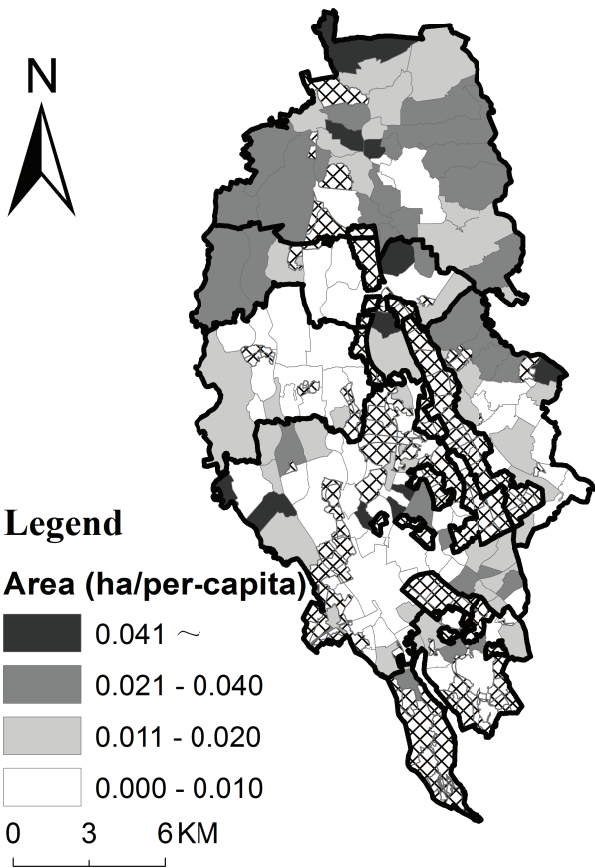 N
Legend
Area (ha/per-capita)
0.041 ~
0.021 - 0.040
0.011 - 0.020
0.000 - 0.010
0 3 6 KM